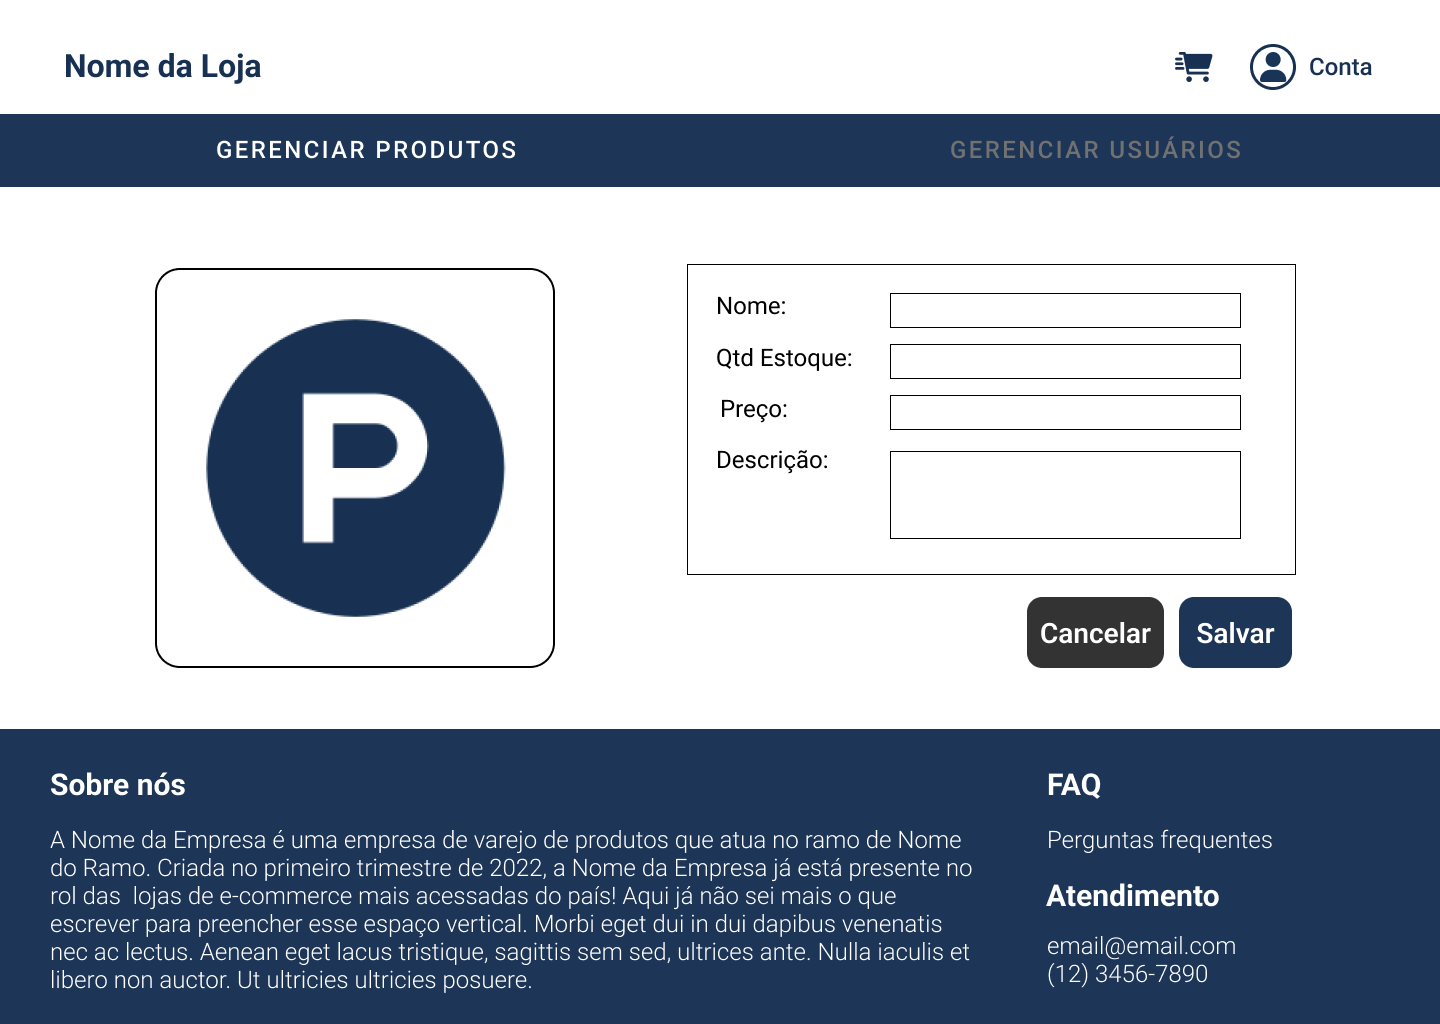 Nome da Loja
Conta
GERENCIAR PRODUTOS
GERENCIAR USUÁRIOS
P
Nome:
Qtd Estoque:
Preço:
Descrição:
Cancelar
Salvar
Sobre nós
A Nome da Empresa é uma empresa de varejo de produtos que atua no ramo de Nome
do Ramo. Criada no primeiro trimestre de 2022, a Nome da Empresa já está presente no
rol das  lojas de e-commerce mais acessadas do país! Aqui já não sei mais o que
escrever para preencher esse espaço vertical. Morbi eget dui in dui dapibus venenatis
nec ac lectus. Aenean eget lacus tristique, sagittis sem sed, ultrices ante. Nulla iaculis et
libero non auctor. Ut ultricies ultricies posuere.
FAQ
Perguntas frequentes
Atendimento
email@email.com
(12) 3456-7890